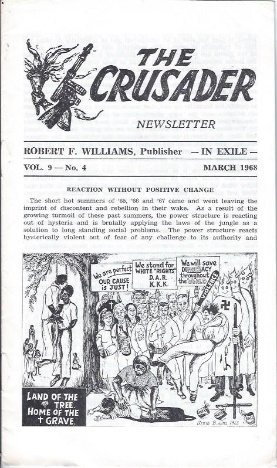 THE
CRUSADER
NEWSLETTER
ROBERT F. WILLIAMS, Publisher — IN EXILE —
VOL. 9 — No. 4 MARCH 1968
REACTION WITHOUT POSITIVE CHANGE
The short hot summers of '65, '66 and '67 came and went leaving the
imprint of discontent and rebellion in their wake. As a result of the
growing turmoil of these past summers, the power structure is reacting
out of hysteria and is brutally applying the laws of the jungle as a
solution to long standing social problems. The power structure reacts
hysterically violent out of fear of any challenge to its authority and
We are perfect
OUR CAUSE
is JUST!
We stand for
WHITE "RIGHTS"
D.A.R.
K.K.K.
We will save
throughout
the
LAND OF THE
TREE
HOME OF THE
GRAVE